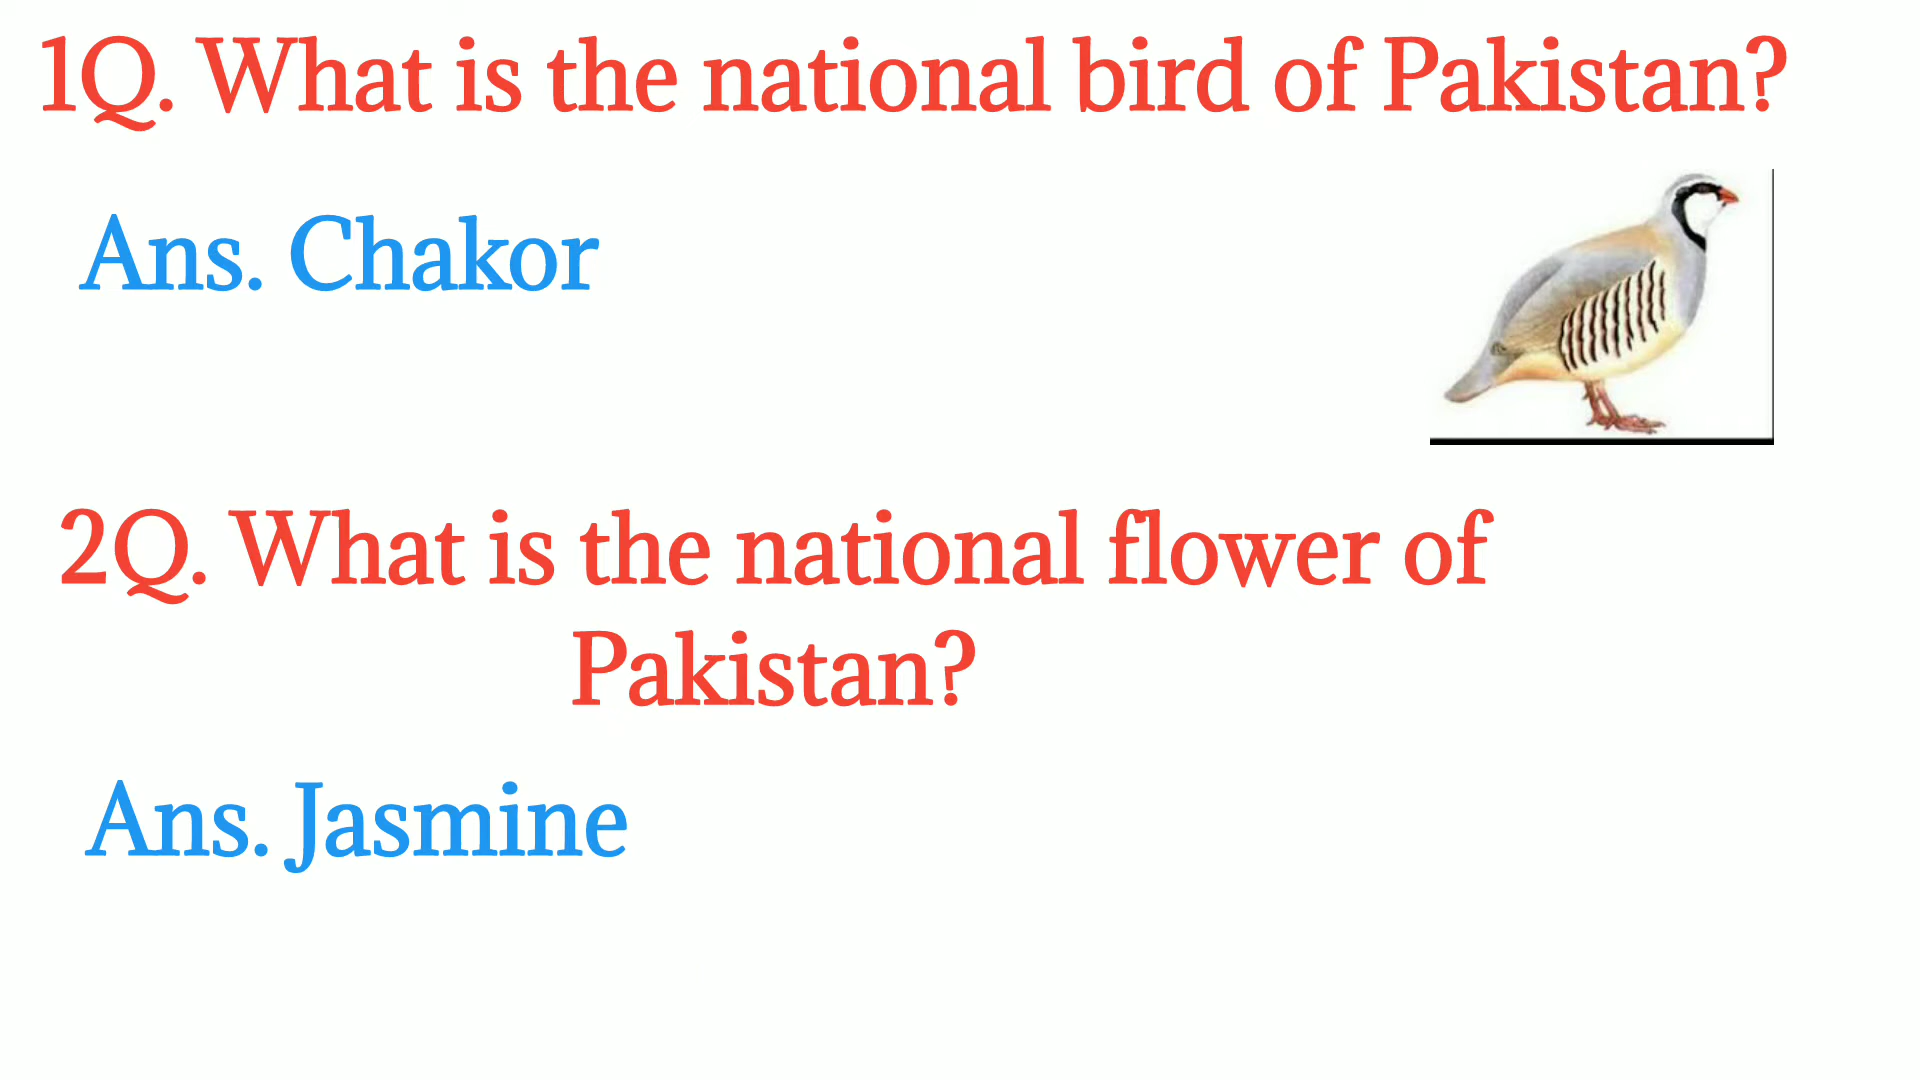 1Q. What is the national bird of Pakistan?
Ans. Chakor
2Q. What is the national flower of
Pakistan?
Ans. Jasmine